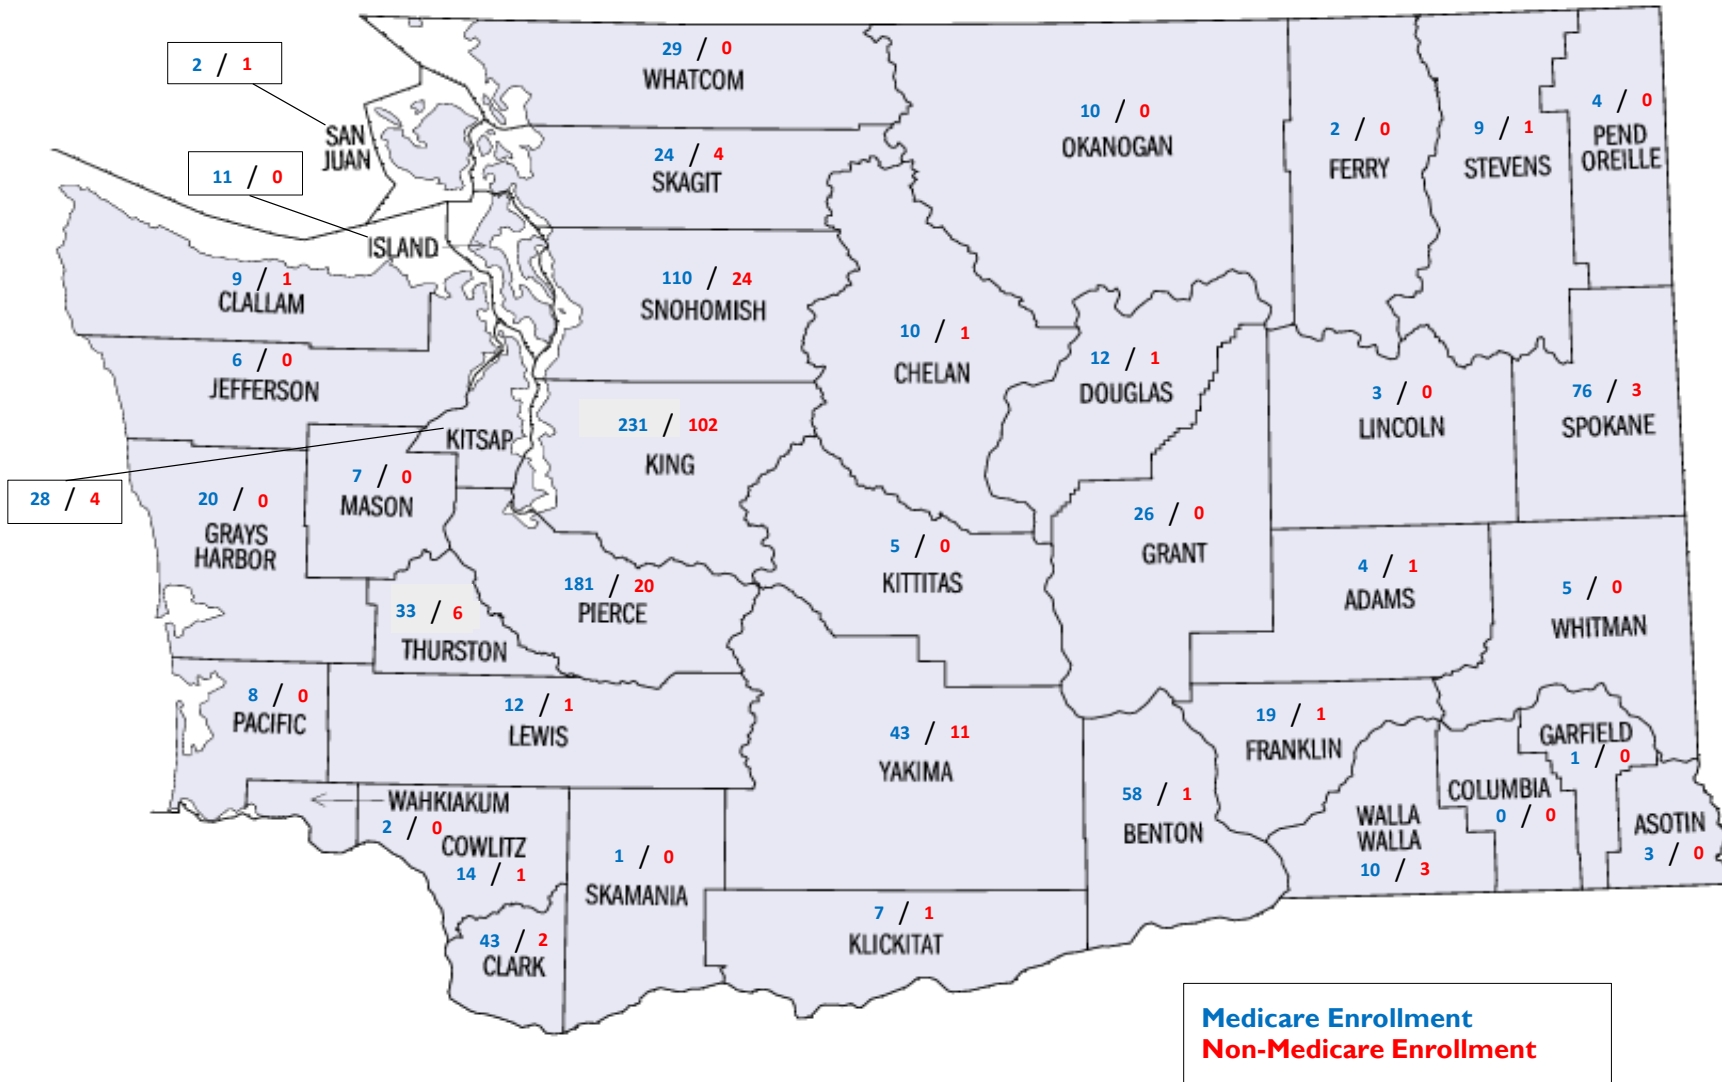 29 / 0
WHATCOM
2 / 1
SAN
JUAN
10 / 0
OKANOGAN
2 / 0
FERRY
9 / 1
STEVENS
4 / 0
PEND
OREILLE
24 / 4
SKAGIT
11 / 0
ISLAND
9 / 1
CLALLAM
110 / 24
SNOHOMISH
6 / 0
JEFFERSON
10 / 1
CHELAN
12 / 1
DOUGLAS
3 / 0
LINCOLN
76 / 3
SPOKANE
231 / 102
KING
KITSAP
28 / 4
7 / 0
MASON
20 / 0
GRAYS
HARBOR
26 / 0
GRANT
5 / 0
KITTITAS
4 / 1
ADAMS
5 / 0
WHITMAN
181 / 20
PIERCE
33 / 6
THURSTON
8 / 0
PACIFIC
12 / 1
LEWIS
43 / 11
YAKIMA
19 / 1
FRANKLIN
GARFIELD
1 / 0
COLUMBIA
0 / 0
WAHKIAKUM
2 / 0
COWLITZ
14 / 1
58 / 1
BENTON
WALLA
WALLA
10 / 3
ASOTIN
3 / 0
1 / 0
SKAMANIA
7 / 1
KLICKITAT
43 / 2
CLARK
Medicare Enrollment
Non-Medicare Enrollment